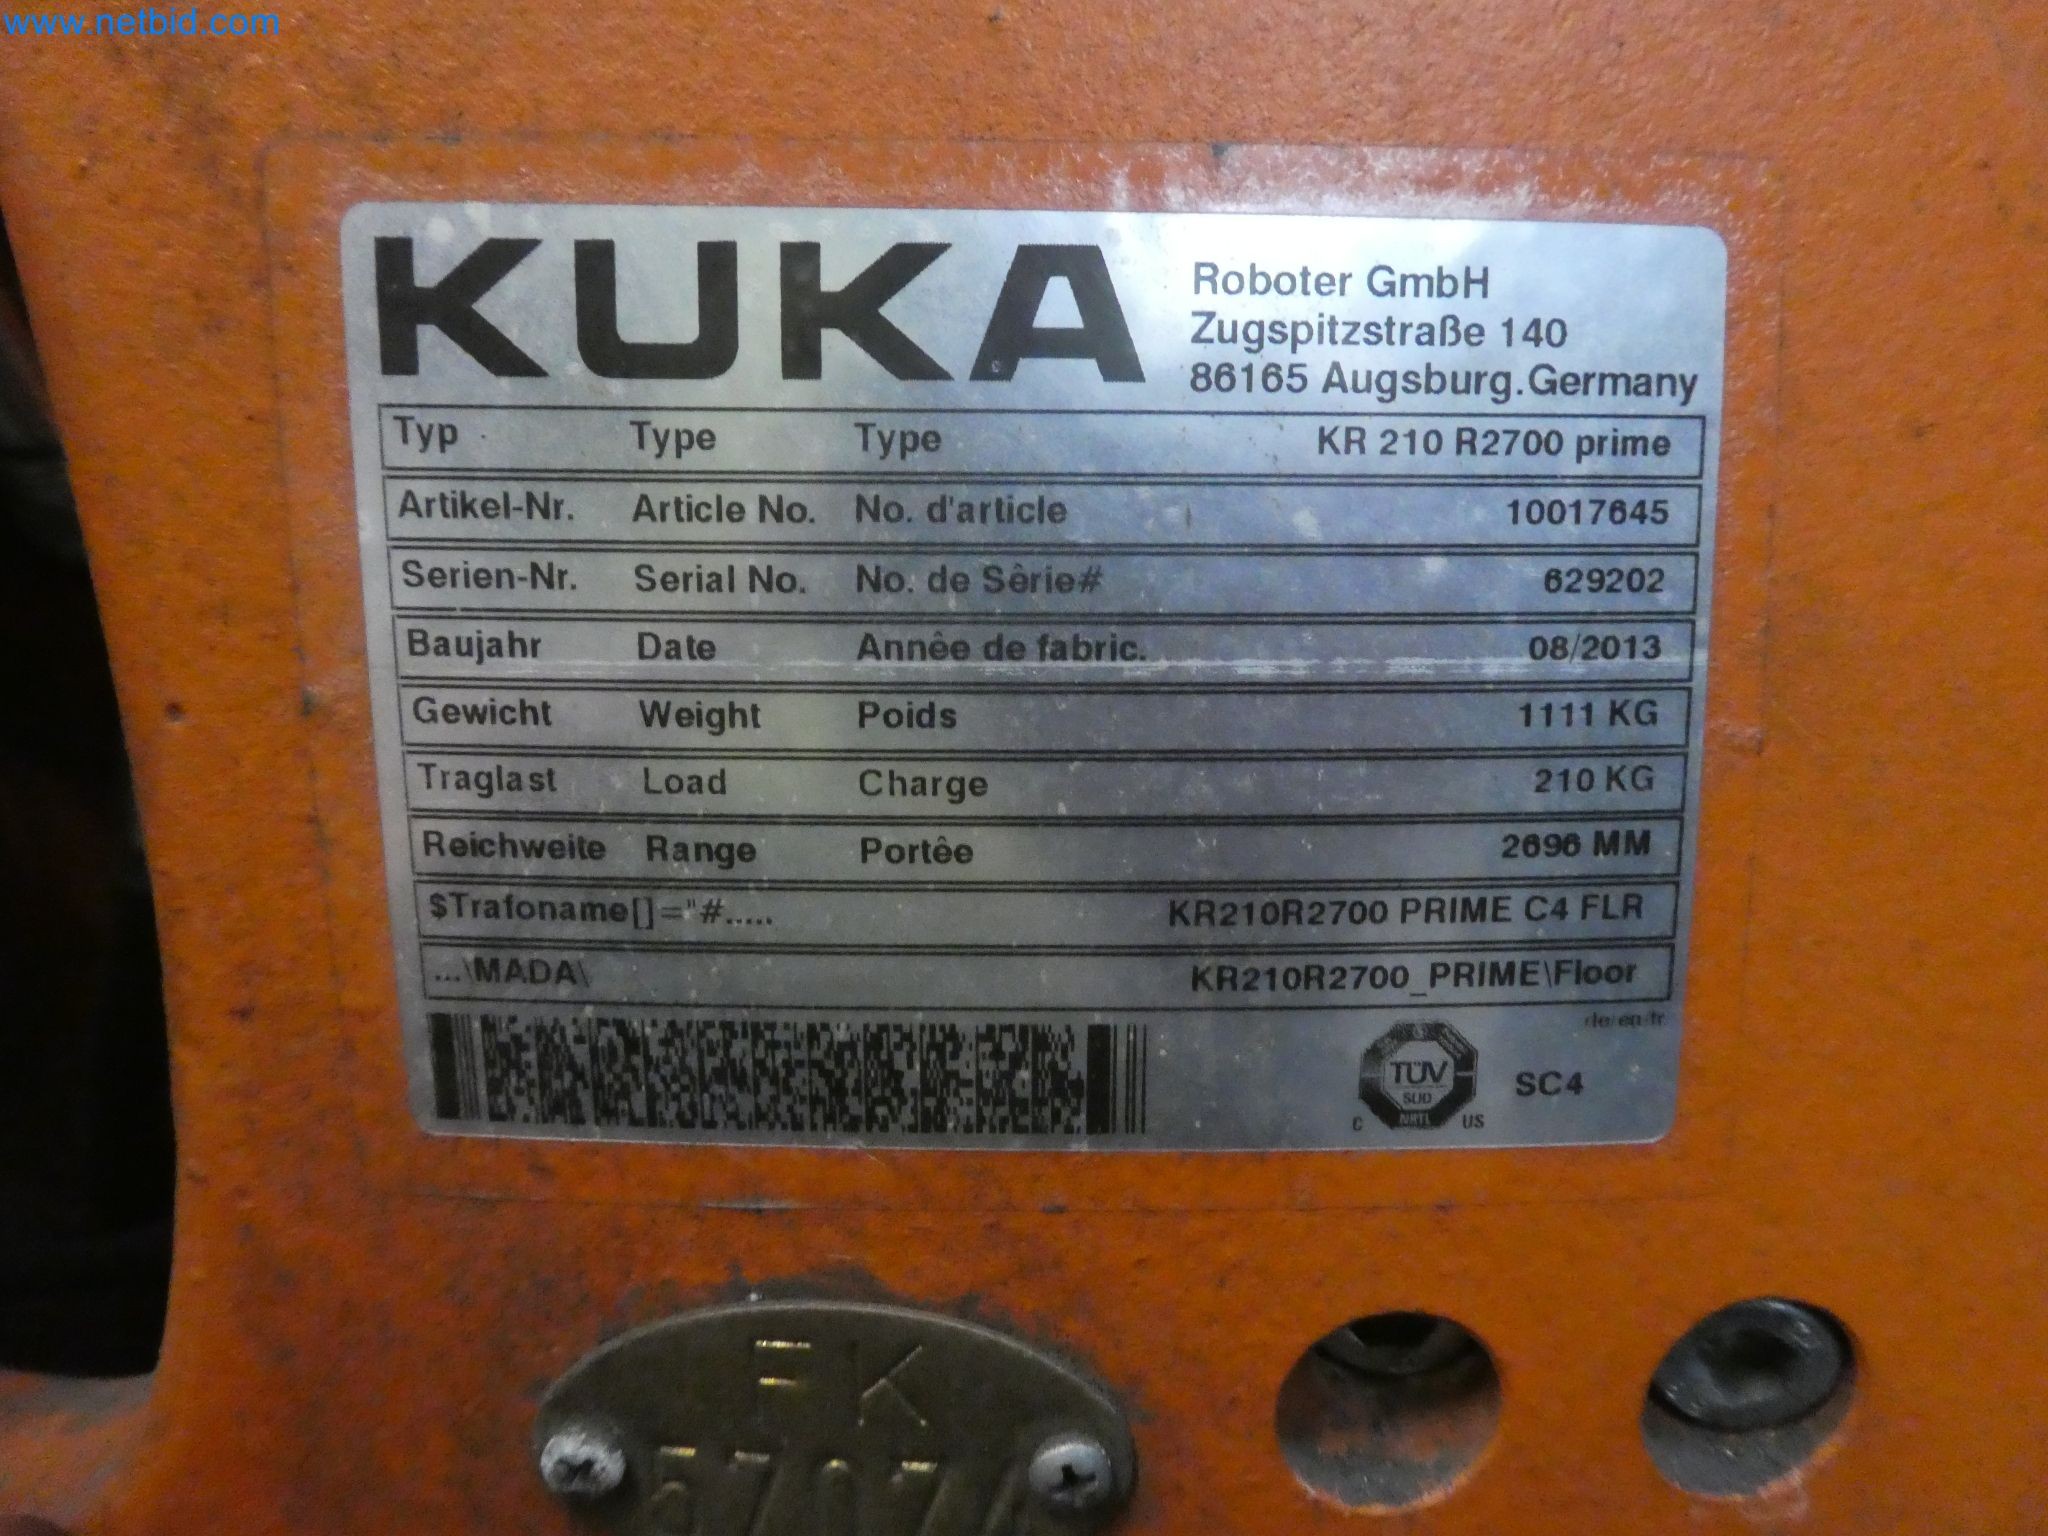 www.netbid.com
KUKA
Roboter GmbH
Zugspitzstraße 140
86165 Augsburg.Germany
Typ Type Type KR 210 R2700 prime
Artikel-Nr. Article No. No. d'article 10017645
Serien-Nr. Serial No. No. de Sêrie# 629202
Baujahr Date Annêe de fabric. 08/2013
Gewicht Weight Poids 1111 KG
Traglast Load Charge 210 KG
Reichweite Range Portêe 2696 MM
$Trafoname[]="#..... KR210R2700 PRIME C4 FLR
...\MADA\ KR210R2700_PRIME\Floor
de/en/fr
TÜV
SÜD
NRTL
C US
SC4